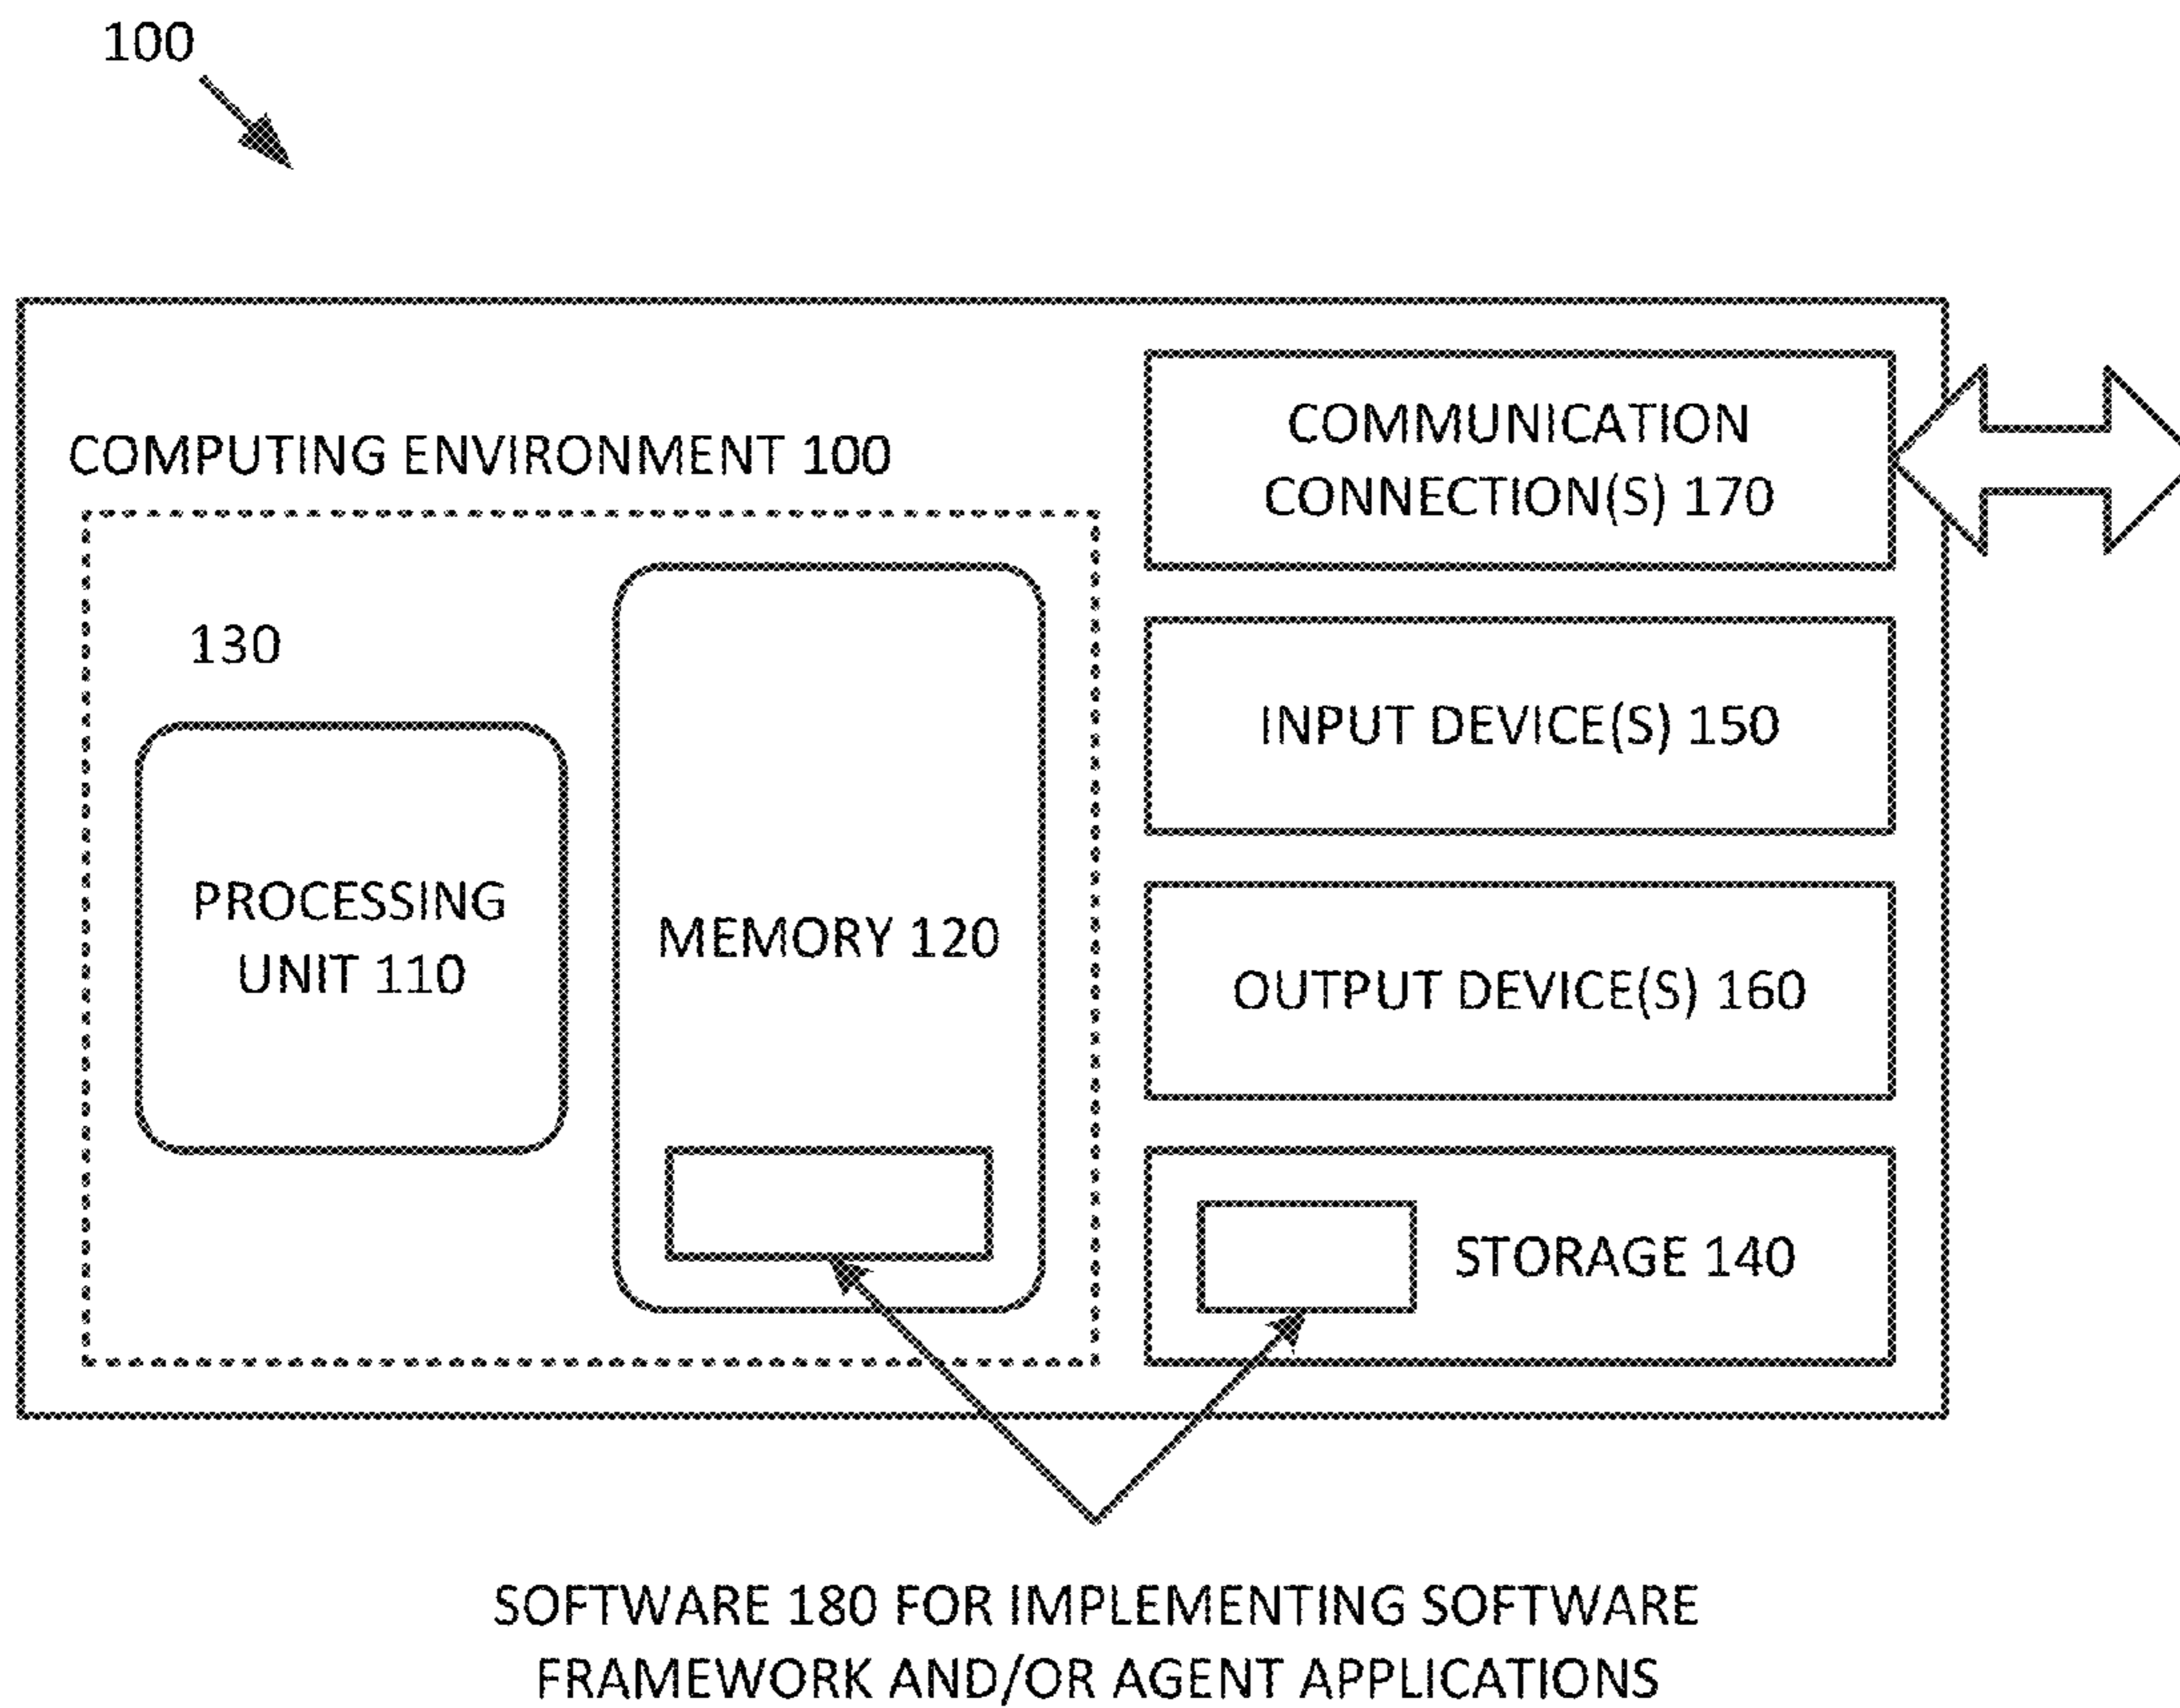 100
COMPUTING ENVIRONMENT 100
130
PROCESSING
UNIT 110
MEMORY 120
COMMUNICATION
CONNECTION(S) 170
INPUT DEVICE(S) 150
OUTPUT DEVICE(S) 160
STORAGE 140
SOFTWARE 180 FOR IMPLEMENTING SOFTWARE
FRAMEWORK AND/OR AGENT APPLICATIONS